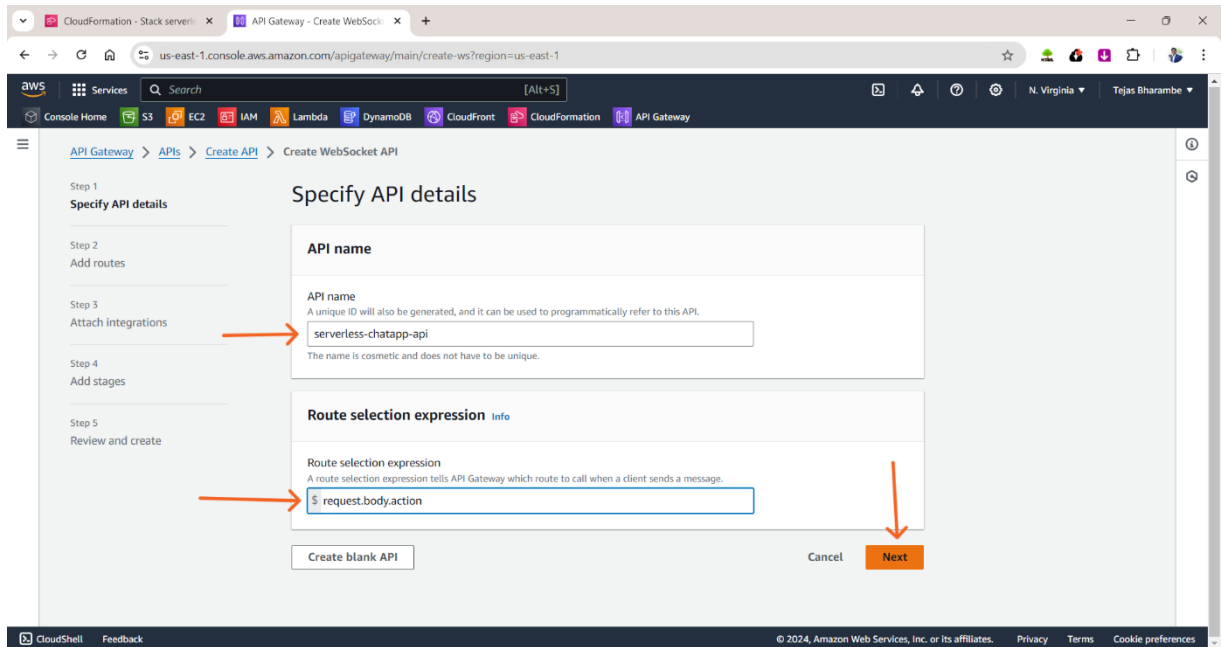 CloudFormation - Stack serverle
API Gateway - Create WebSock
us-east-1.console.aws.amazon.com/apigateway/main/create-ws?region=us-east-1
aws
Services
Search
[Alt+S]
N. Virginia
Tejas Bharambe
Console Home
S3
EC2
IAM
Lambda
DynamoDB
CloudFront
CloudFormation
API Gateway
API Gateway > APIs > Create API > Create WebSocket API
Step 1
Specify API details
Step 2
Add routes
Step 3
Attach integrations
Step 4
Add stages
Step 5
Review and create
Specify API details
API name
API name
A unique ID will also be generated, and it can be used to programmatically refer to this API.
serverless-chatapp-api
The name is cosmetic and does not have to be unique.
Route selection expression Info
Route selection expression
A route selection expression tells API Gateway which route to call when a client sends a message.
$ request.body.action
Create blank API
Cancel
Next
CloudShell
Feedback
© 2024, Amazon Web Services, Inc. or its affiliates.
Privacy
Terms
Cookie preferences